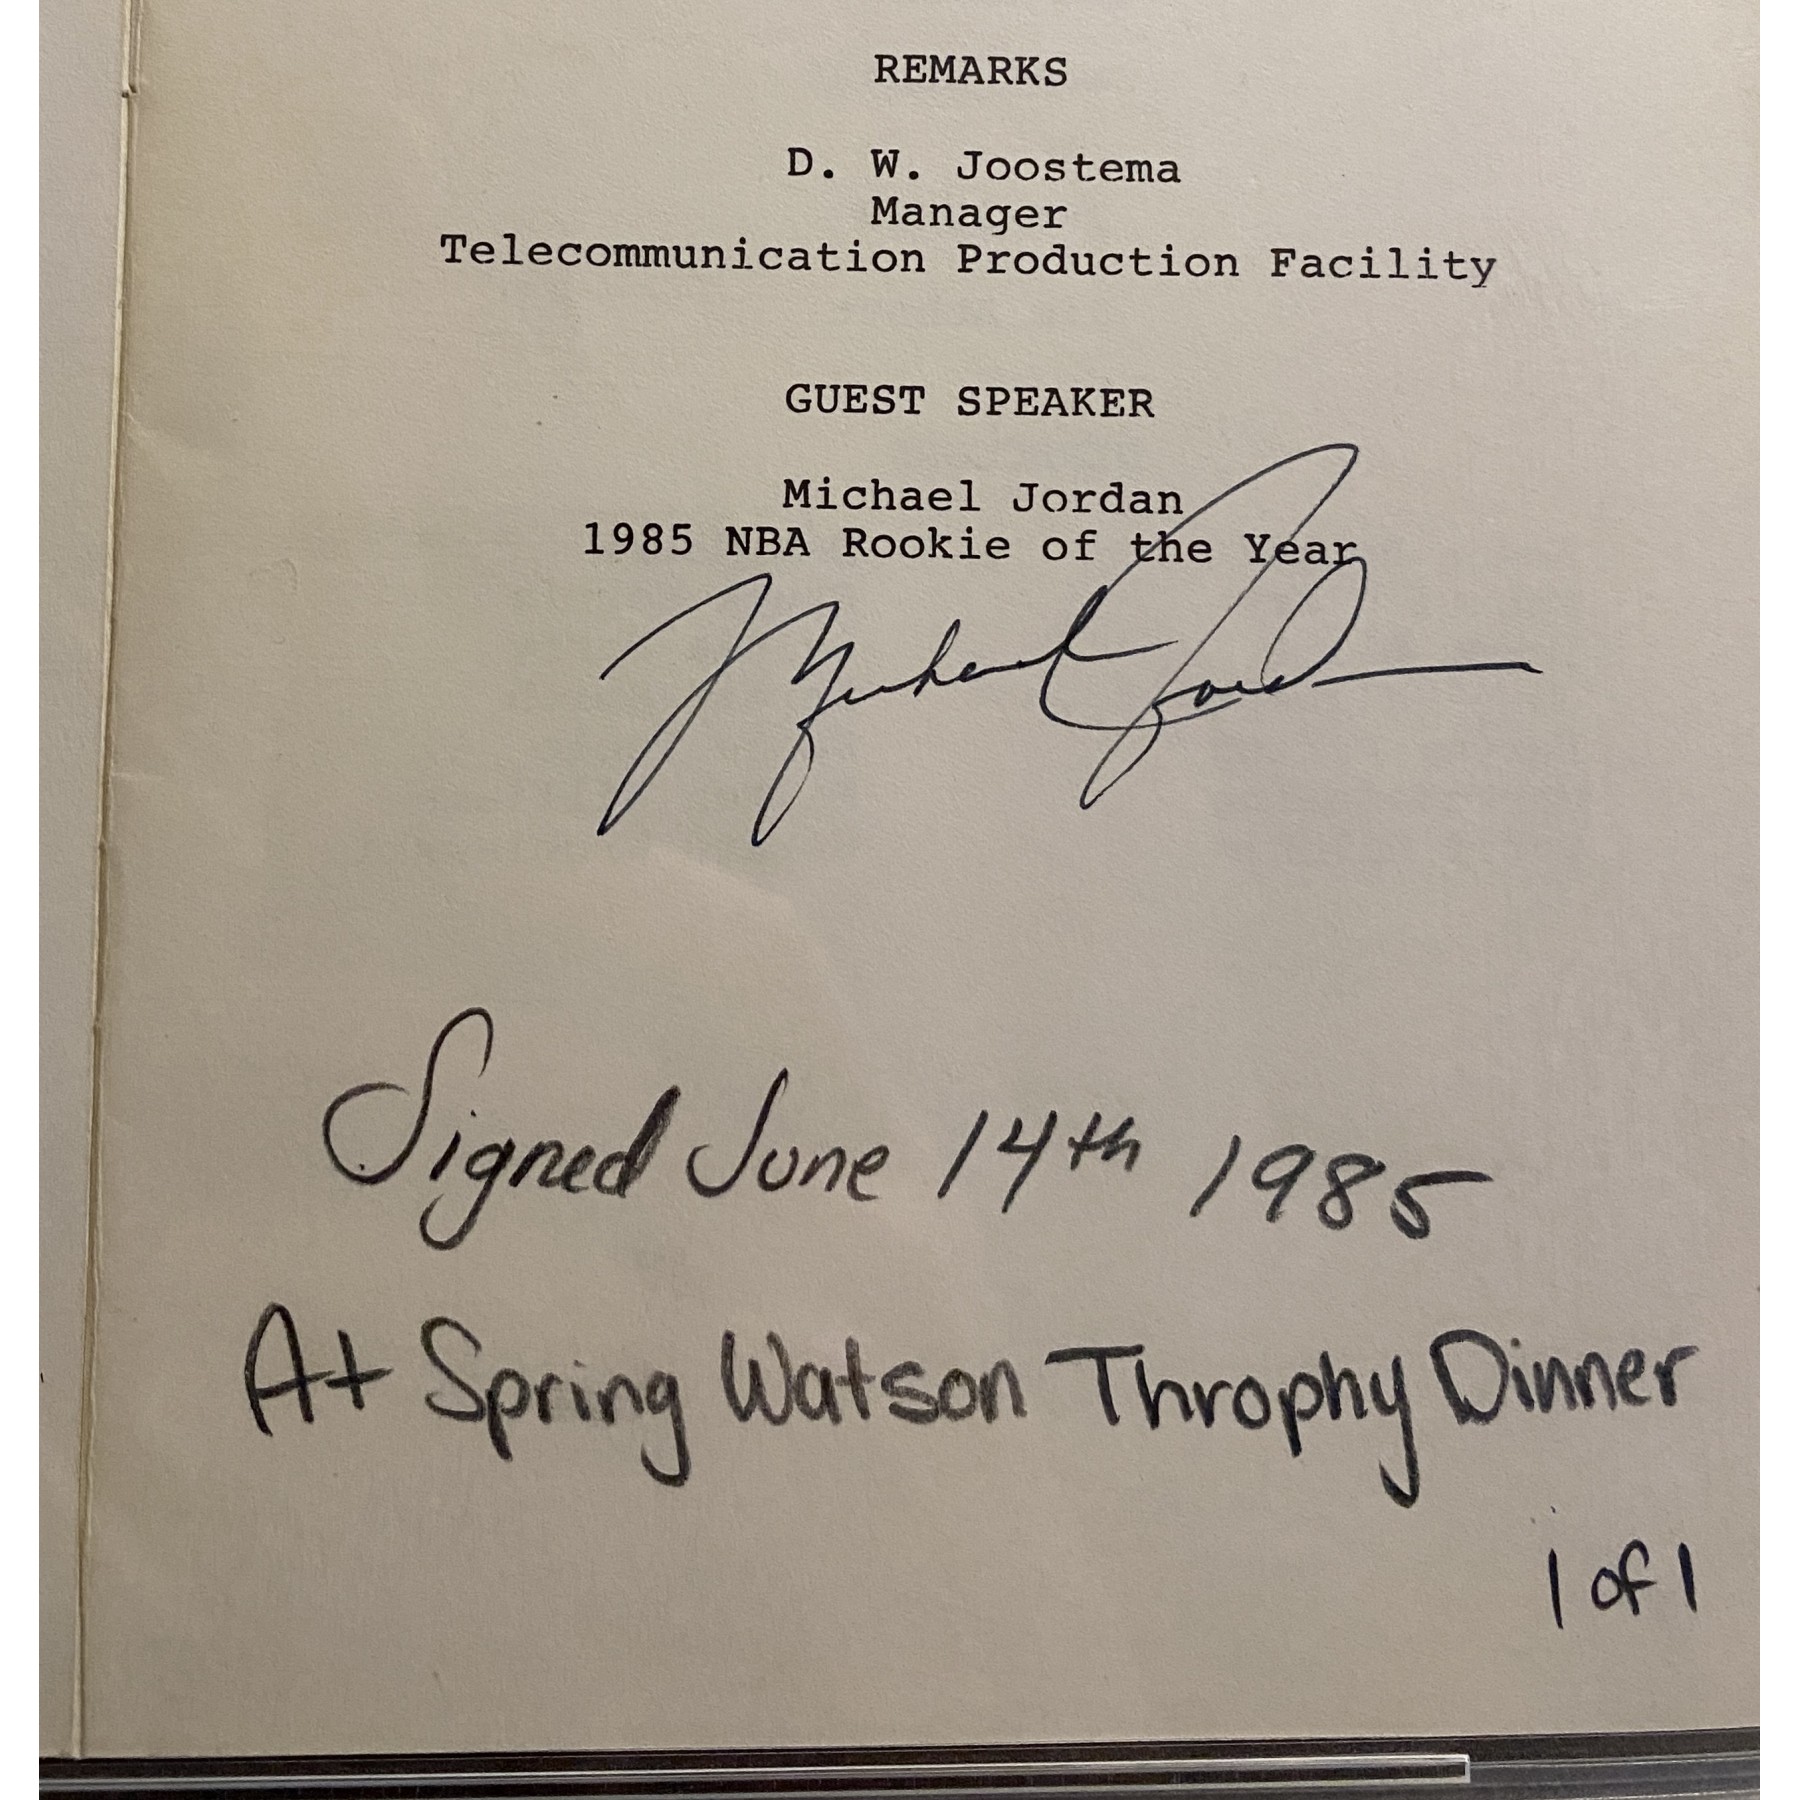 REMARKS
D. W. Joostema
Manager
Telecommunication Production Facility
GUEST SPEAKER
Michael Jordan
1985 NBA Rookie of the Year
Michael Jordan
Signed June 14th 1985
At Spring Watson Throphy Dinner
1 of 1